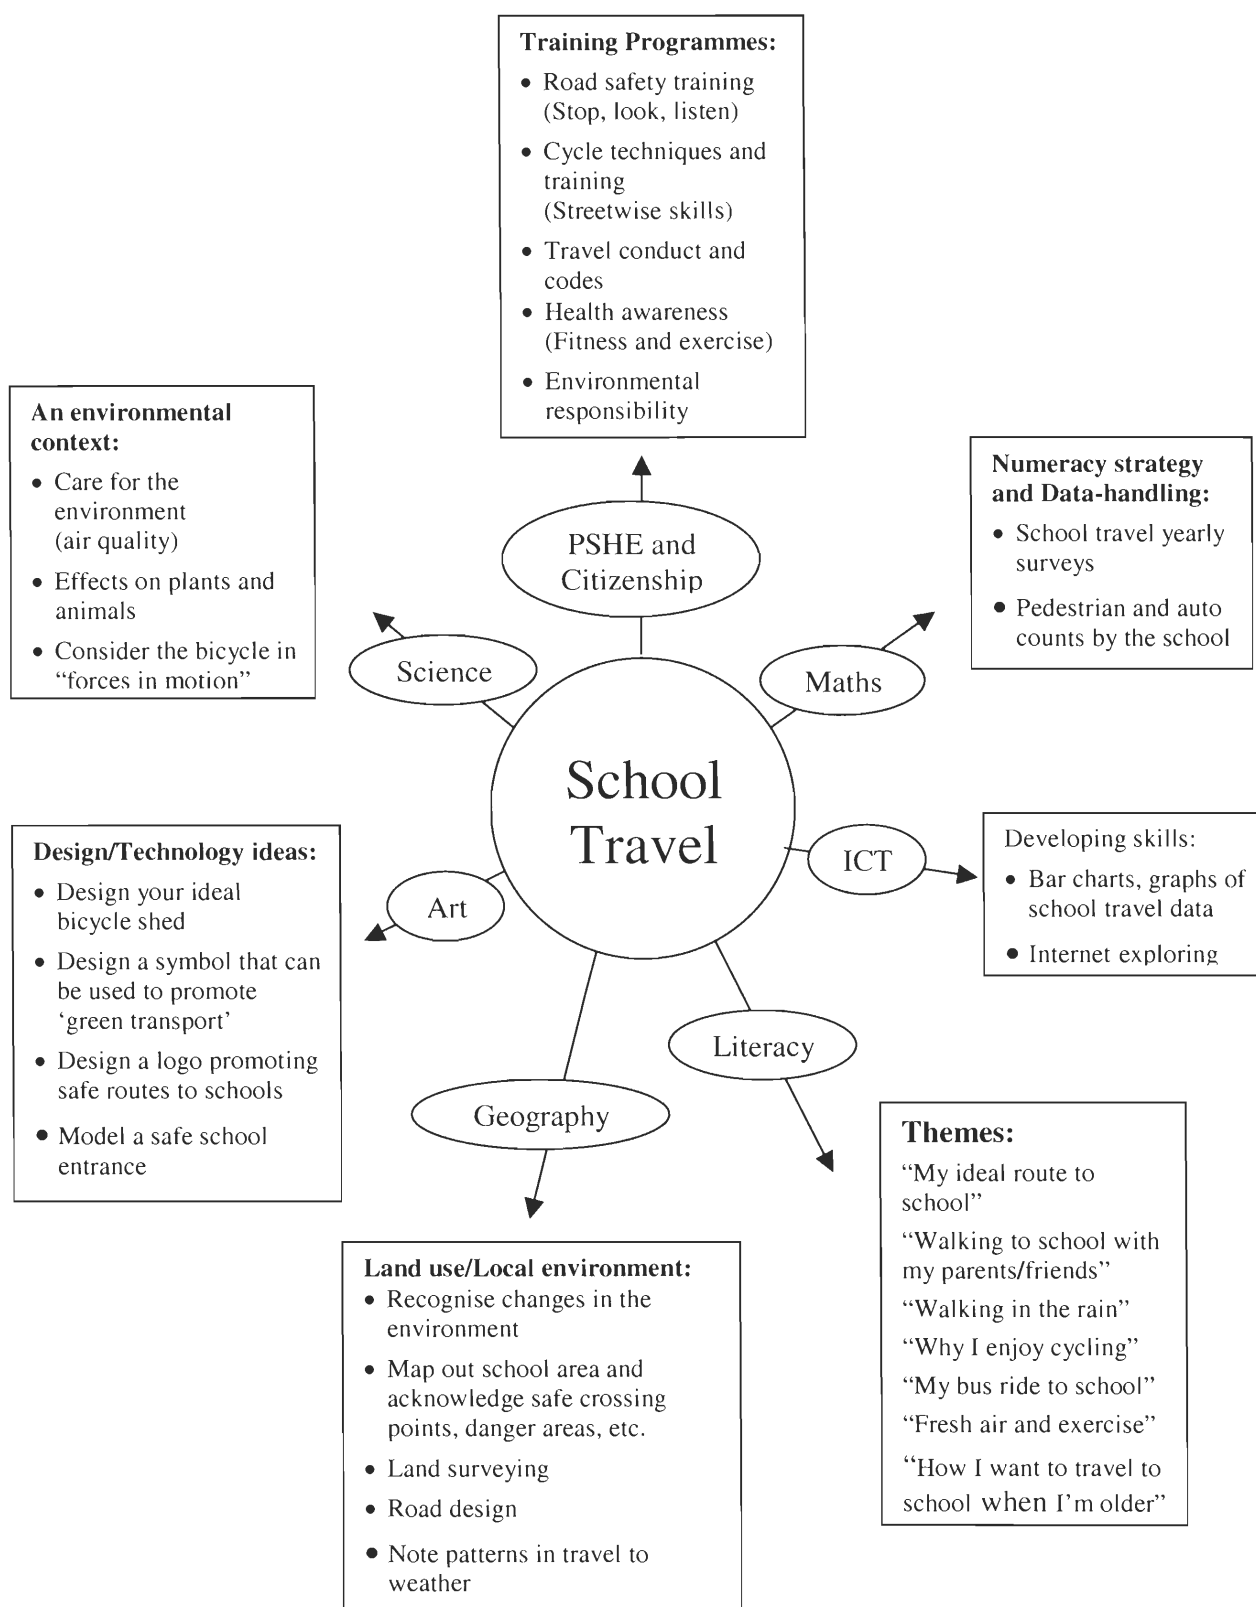 Training Programmes:
• Road safety training
(Stop, look, listen)
• Cycle techniques and
training
(Streetwise skills)
• Travel conduct and
codes
• Health awareness
(Fitness and exercise)
• Environmental
responsibility
An environmental
context:
• Care for the
environment
(air quality)
• Effects on plants and
animals
• Consider the bicycle in
“forces in motion”
Numeracy strategy
and Data-handling:
• School travel yearly
surveys
• Pedestrian and auto
counts by the school
PSHE and
Citizenship
Science
Maths
School
Travel
ICT
Art
Literacy
Geography
Design/Technology ideas:
• Design your ideal
bicycle shed
• Design a symbol that can
be used to promote
‘green transport’
• Design a logo promoting
safe routes to schools
• Model a safe school
entrance
Developing skills:
• Bar charts, graphs of
school travel data
• Internet exploring
Land use/Local environment:
• Recognise changes in the
environment
• Map out school area and
acknowledge safe crossing
points, danger areas, etc.
• Land surveying
• Road design
• Note patterns in travel to
weather
Themes:
“My ideal route to
school”
“Walking to school with
my parents/friends”
“Walking in the rain”
“Why I enjoy cycling”
“My bus ride to school”
“Fresh air and exercise”
“How I want to travel to
school when I’m older”